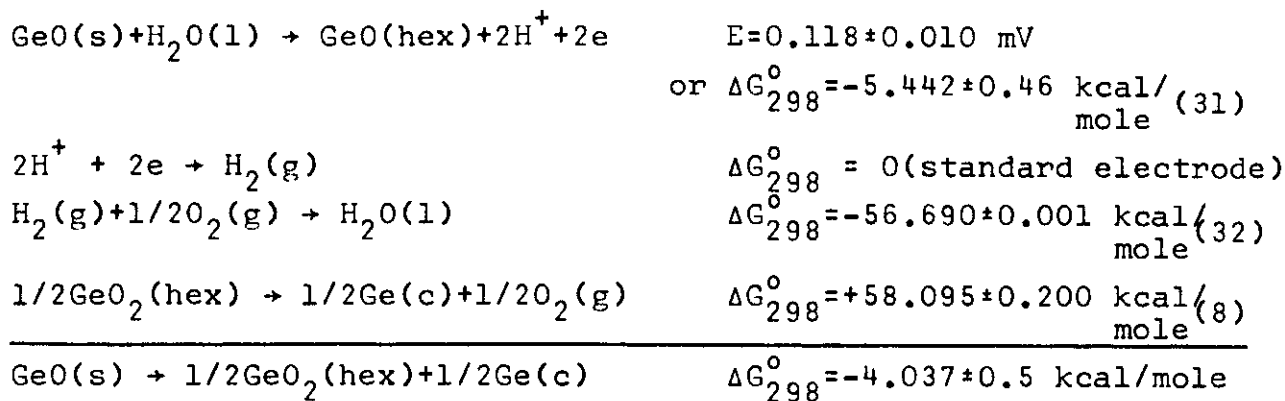 GeO(s)+H₂O(l) → GeO(hex)+2H⁺+2e E=0.118±0.010 mV
or ΔG°₂₉₈=-5.442±0.46 kcal/mole (31)
2H⁺ + 2e → H₂(g) ΔG°₂₉₈ = 0(standard electrode)
H₂(g)+1/2O₂(g) → H₂O(l) ΔG°₂₉₈=-56.690±0.001 kcal/mole (32)
1/2GeO₂(hex) → 1/2Ge(c)+1/2O₂(g) ΔG°₂₉₈=+58.095±0.200 kcal/mole (8)
GeO(s) → 1/2GeO₂(hex)+1/2Ge(c) ΔG°₂₉₈=-4.037±0.5 kcal/mole